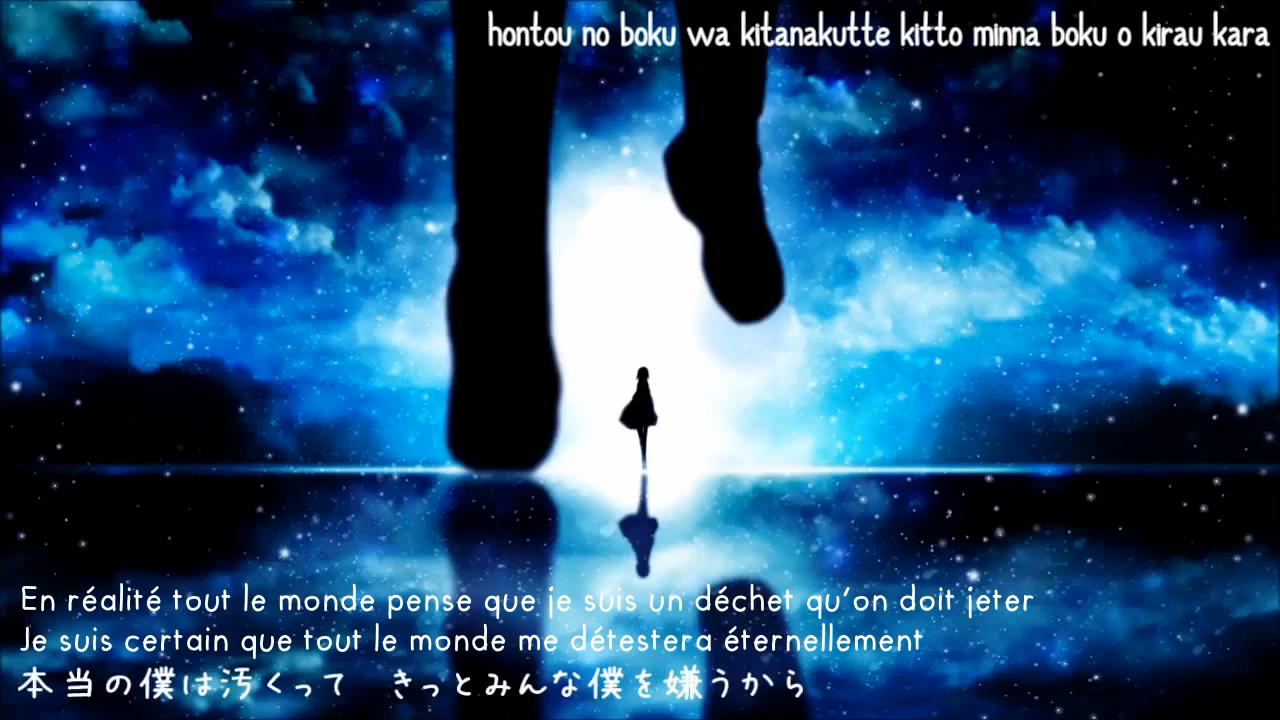 hontou no boku wa kitanakutte kitto minna boku o kirau kara
En réalité tout le monde pense que je suis un déchet qu'on doit jeter
Je suis certain que tout le monde me détestera éternellement
本当の僕は汚くって きっとみんな僕を嫌うから